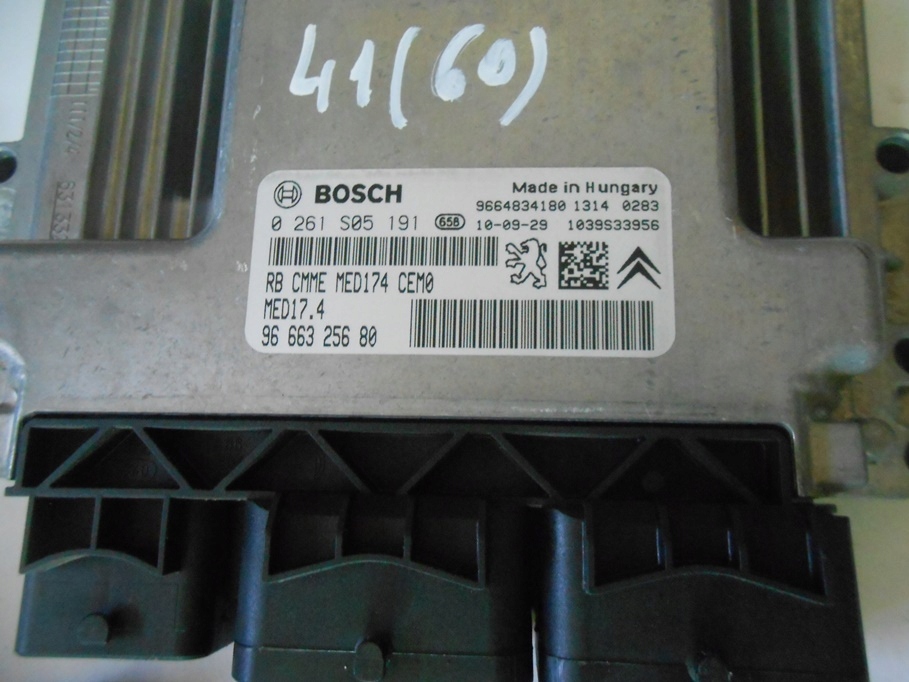 41(60)
BOSCH
Made in Hungary
9664834180 1314 0283
0 261 S05 191 658 10-09-29 1039S33956
RB CMME MED174 CEM0
MED17.4
96 663 256 80